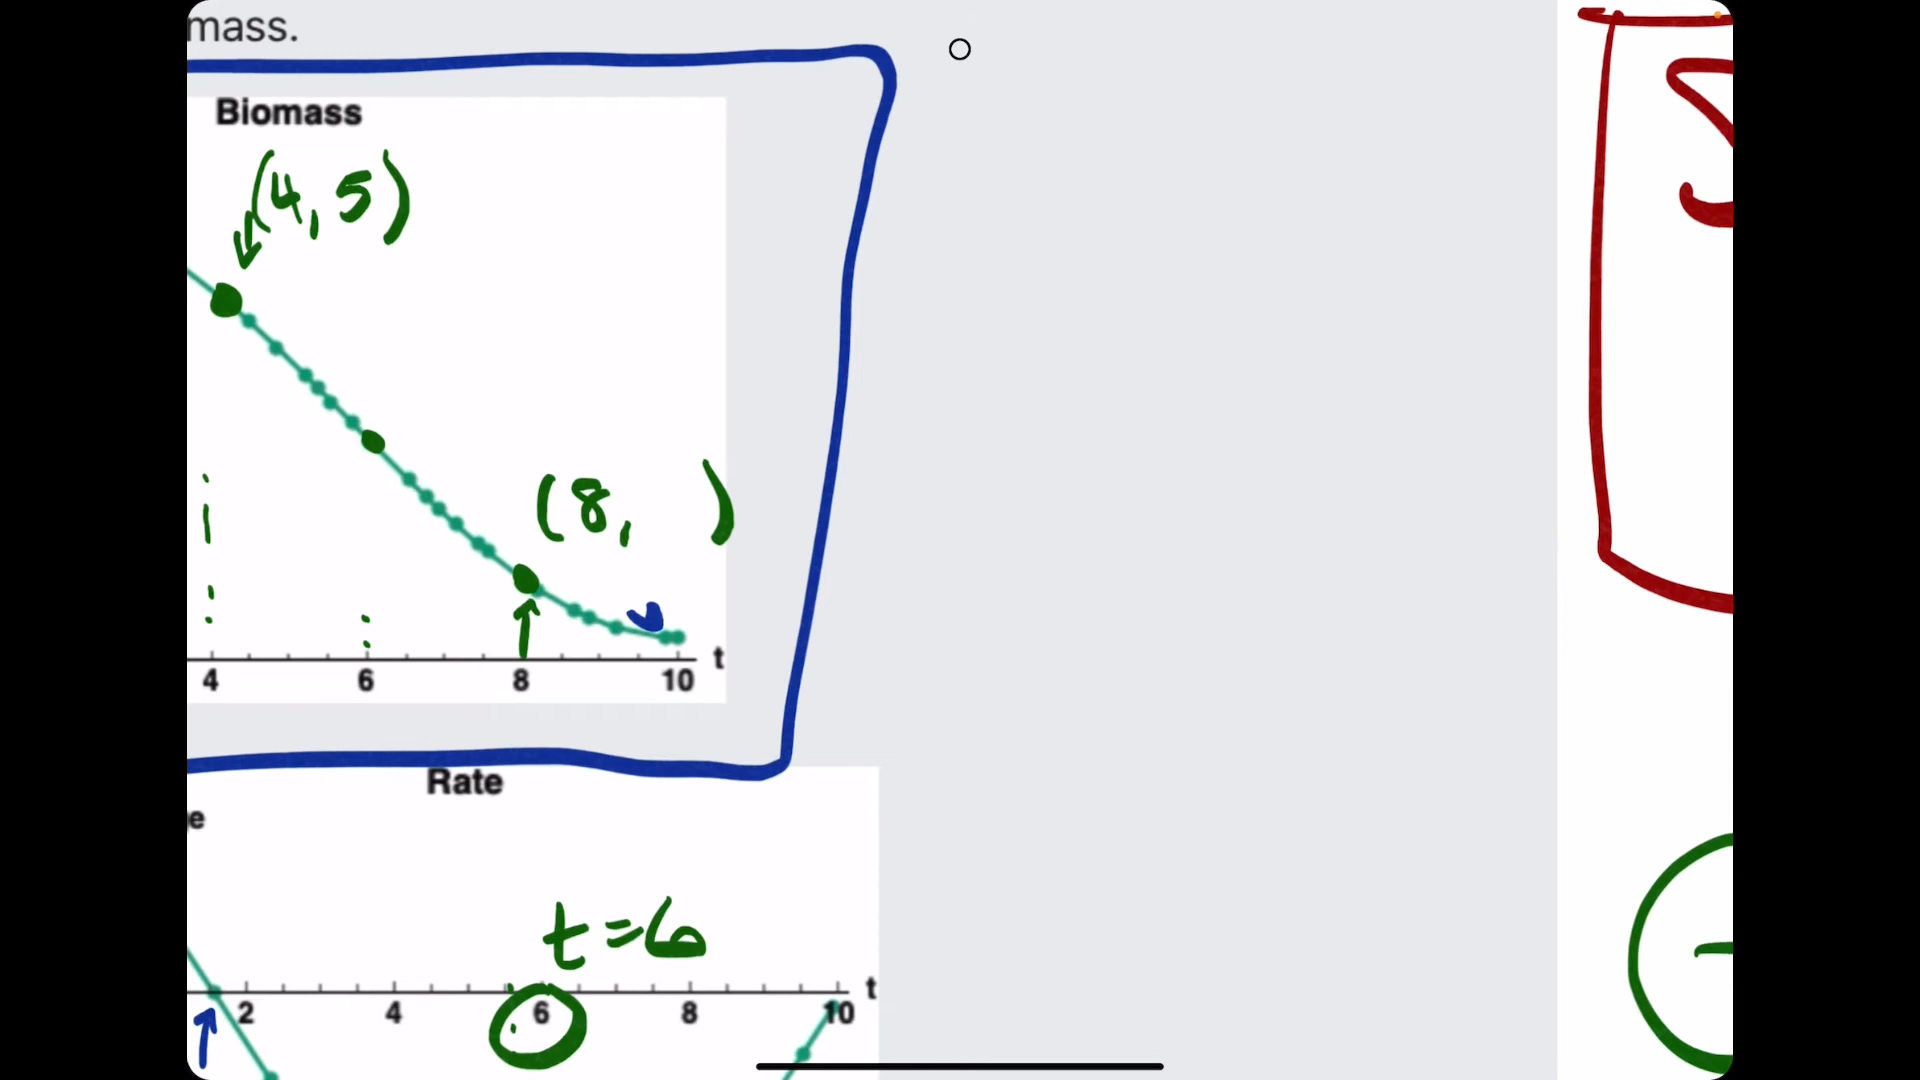 mass.
Biomass
(4, 5)
(8, )
t
4 6 8 10
Rate
e
t=6
t
2 4 6 8 10